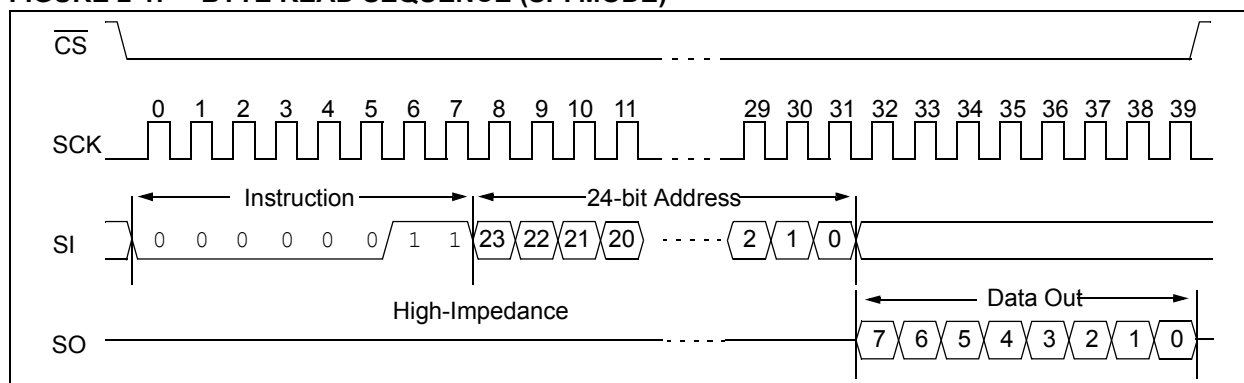 FIGURE 2-1: BYTE READ SEQUENCE (SPI MODE)
CS
0 1 2 3 4 5 6 7 8 9 10 11 29 30 31 32 33 34 35 36 37 38 39
SCK
Instruction 24-bit Address
SI 0 0 0 0 0 0 1 1 23 22 21 20 2 1 0
High-Impedance Data Out
SO 7 6 5 4 3 2 1 0